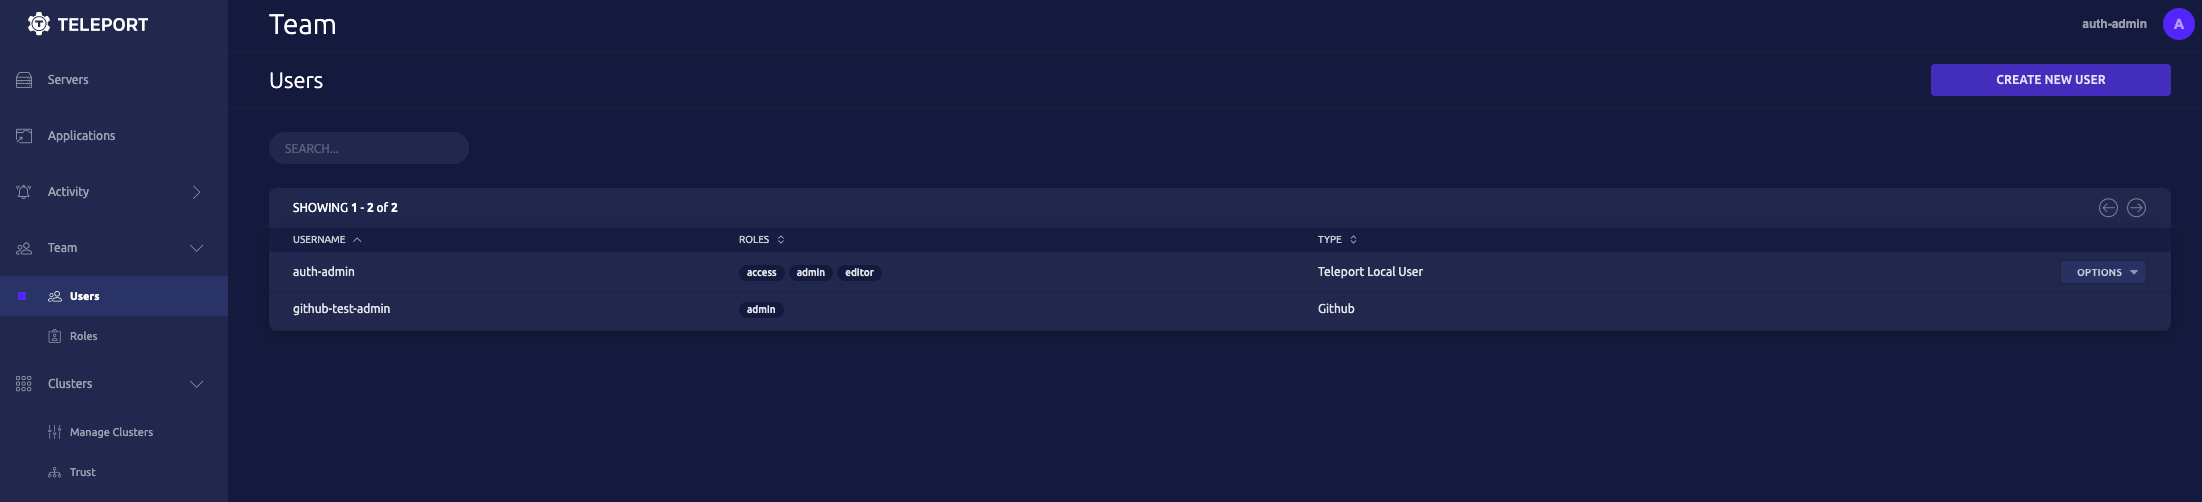 TELEPORT
Servers
Applications
Activity
Team
Users
Roles
Clusters
Manage Clusters
Trust
Team
auth-admin A
Users
CREATE NEW USER
SEARCH...
SHOWING 1 - 2 of 2
USERNAME ROLES TYPE
auth-admin access admin editor Teleport Local User OPTIONS
github-test-admin admin Github